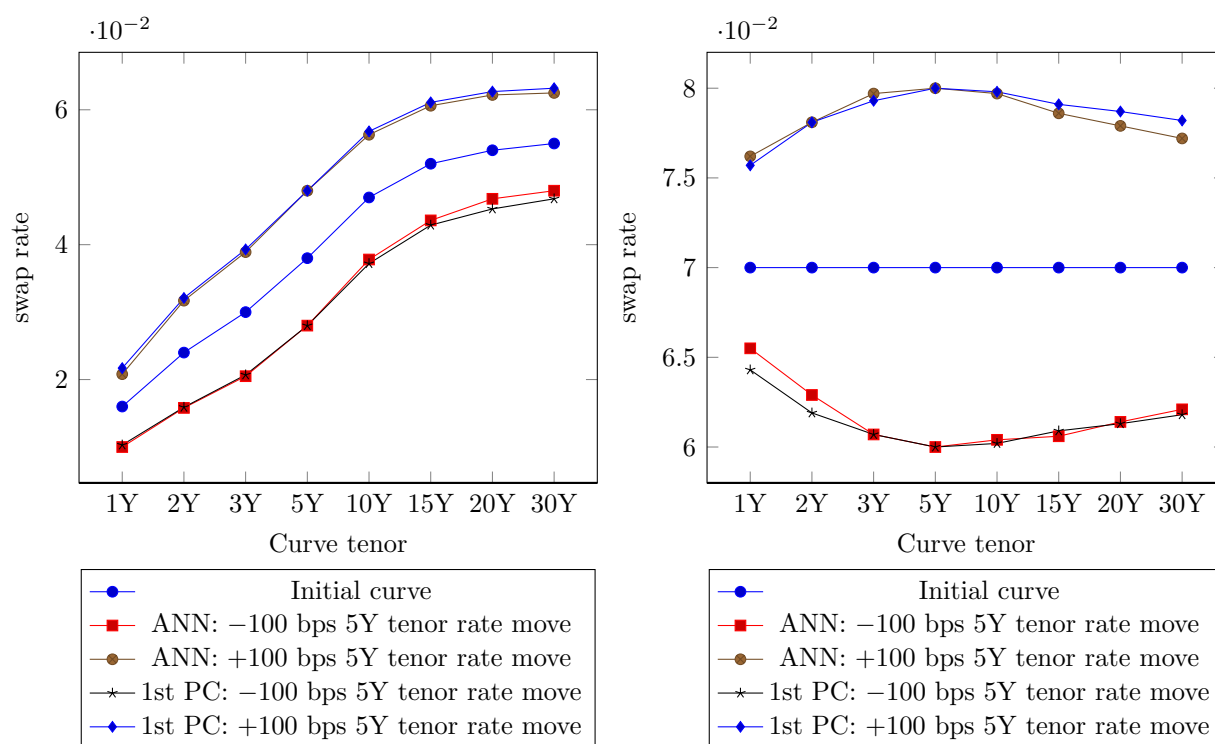 ·10−2
6
4
2
swap rate
1Y 2Y 3Y 5Y 10Y 15Y 20Y 30Y
Curve tenor
Initial curve
ANN: −100 bps 5Y tenor rate move
ANN: +100 bps 5Y tenor rate move
1st PC: −100 bps 5Y tenor rate move
1st PC: +100 bps 5Y tenor rate move
·10−2
8
7.5
7
6.5
6
swap rate
1Y 2Y 3Y 5Y 10Y 15Y 20Y 30Y
Curve tenor
Initial curve
ANN: −100 bps 5Y tenor rate move
ANN: +100 bps 5Y tenor rate move
1st PC: −100 bps 5Y tenor rate move
1st PC: +100 bps 5Y tenor rate move